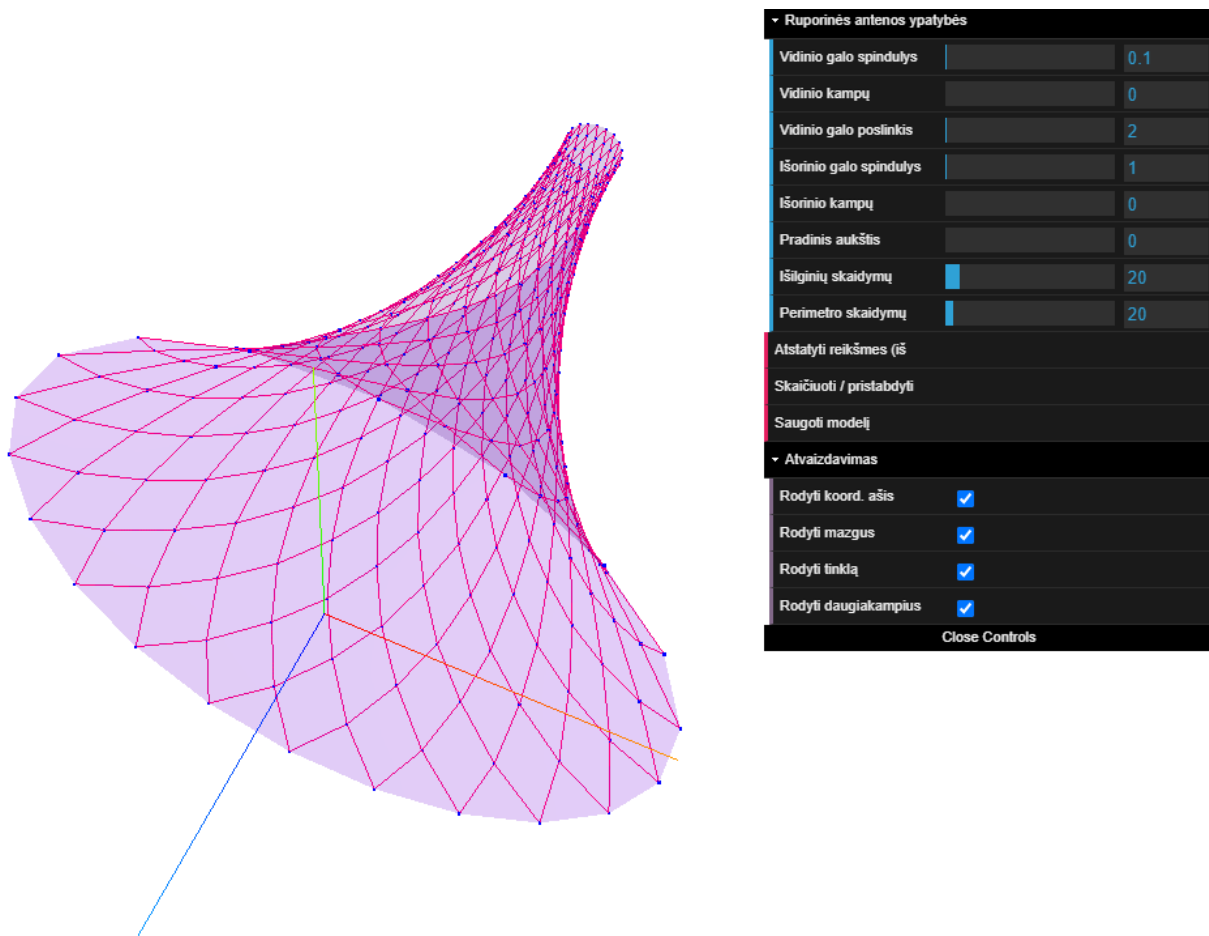 Ruporinės antenos ypatybės
Vidinio galo spindulys 0.1
Vidinio kampų 0
Vidinio galo poslinkis 2
Išorinio galo spindulys 1
Išorinio kampų 0
Pradinis aukštis 0
Išilginių skaidymų 20
Perimetro skaidymų 20
Atstatyti reikšmes (iš
Skaičiuoti / pristabdyti
Saugoti modelį
Atvaizdavimas
Rodyti koord. ašis
Rodyti mazgus
Rodyti tinklą
Rodyti daugiakampius
Close Controls